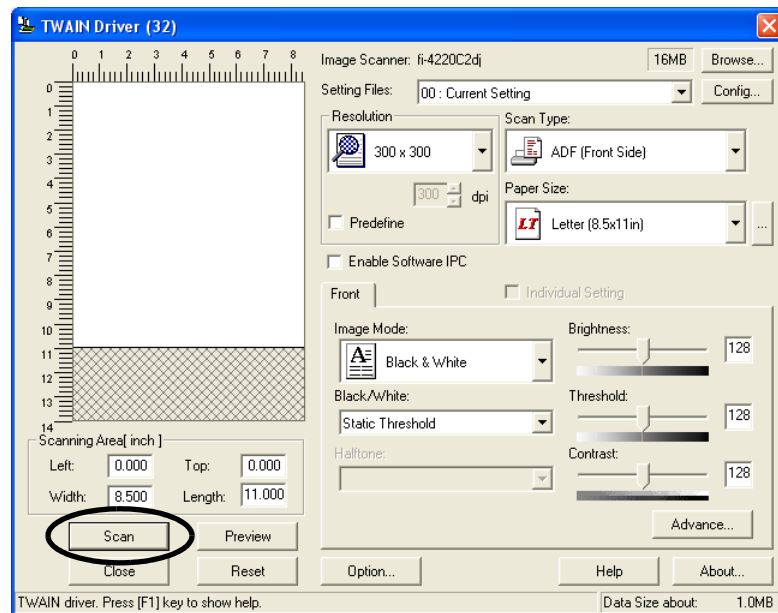 TWAIN Driver (32)
0 1 2 3 4 5 6 7 8
0
1
2
3
4
5
6
7
8
9
10
11
12
13
14
Image Scanner: fi-4220C2dj 16MB Browse...
Setting Files: 00 : Current Setting Config...
Resolution
300 x 300
300 dpi
Predefine
Scan Type:
ADF (Front Side)
Paper Size:
LT Letter (8.5x11in) ...
Enable Software IPC
Front
Individual Setting
Image Mode:
A Black & White
Black/White:
Static Threshold
Halftone:
Brightness:
128
Threshold:
128
Contrast:
128
Advance...
Scanning Area[ inch ]
Left: 0.000 Top: 0.000
Width: 8.500 Length: 11.000
Scan Preview
Close Reset
Option... Help About...
TWAIN driver. Press [F1] key to show help. Data Size about: 1.0MB